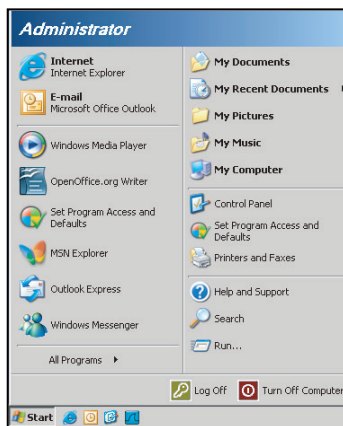 Administrator
Internet
Internet Explorer
E-mail
Microsoft Office Outlook
Windows Media Player
OpenOffice.org Writer
Set Program Access and
Defaults
MSN Explorer
Outlook Express
Windows Messenger
All Programs
My Documents
My Recent Documents
My Pictures
My Music
My Computer
Control Panel
Set Program Access and
Defaults
Printers and Faxes
Help and Support
Search
Run...
Log Off
Turn Off Computer
Start